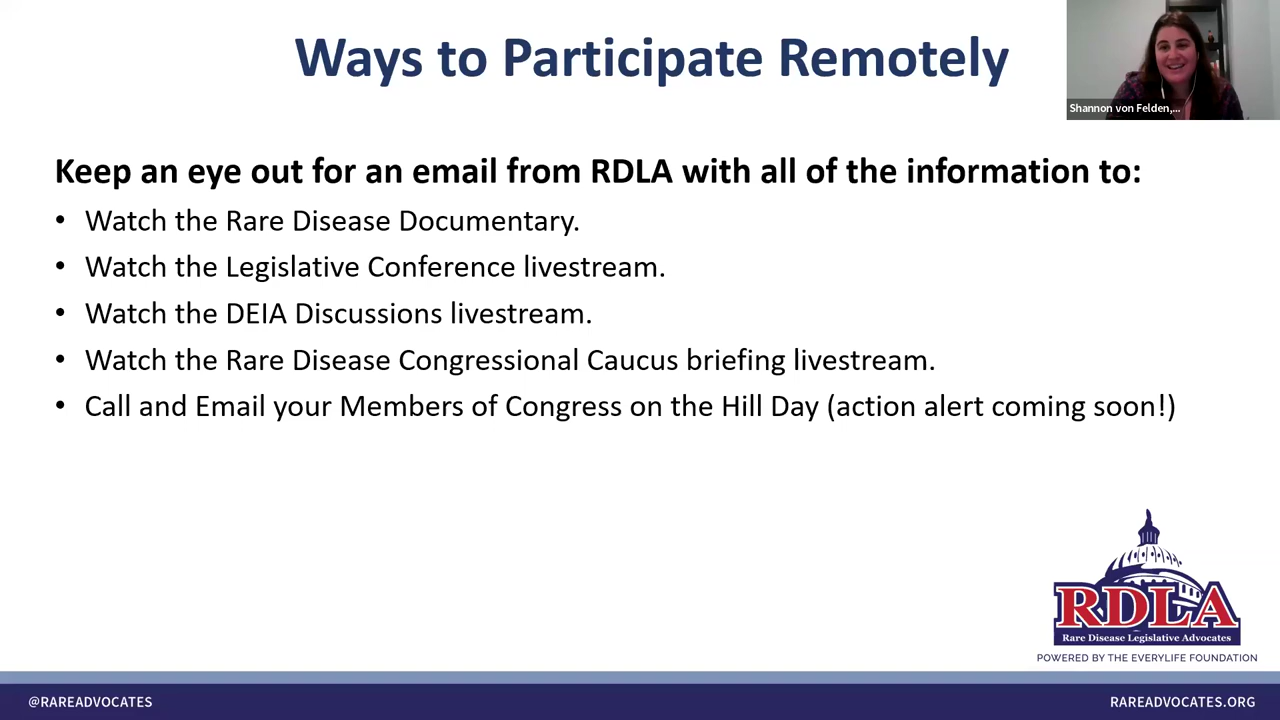 Ways to Participate Remotely
Shannon von Felden,...
Keep an eye out for an email from RDLA with all of the information to:
• Watch the Rare Disease Documentary.
• Watch the Legislative Conference livestream.
• Watch the DEIA Discussions livestream.
• Watch the Rare Disease Congressional Caucus briefing livestream.
• Call and Email your Members of Congress on the Hill Day (action alert coming soon!)
RDLA
Rare Disease Legislative Advocates
POWERED BY THE EVERYLIFE FOUNDATION
@RAREADVOCATES
RAREADVOCATES.ORG